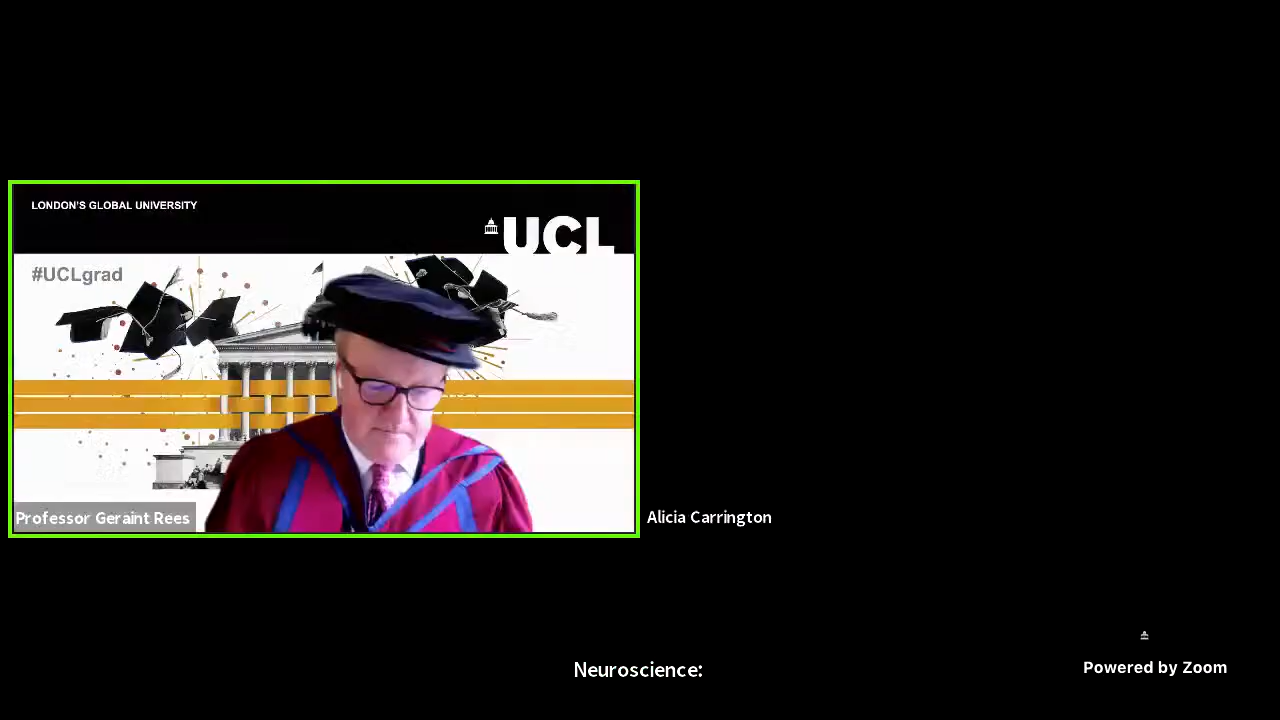 LONDON'S GLOBAL UNIVERSITY
UCL
#UCLgrad
Professor Geraint Rees
Alicia Carrington
Neuroscience:
Powered by Zoom